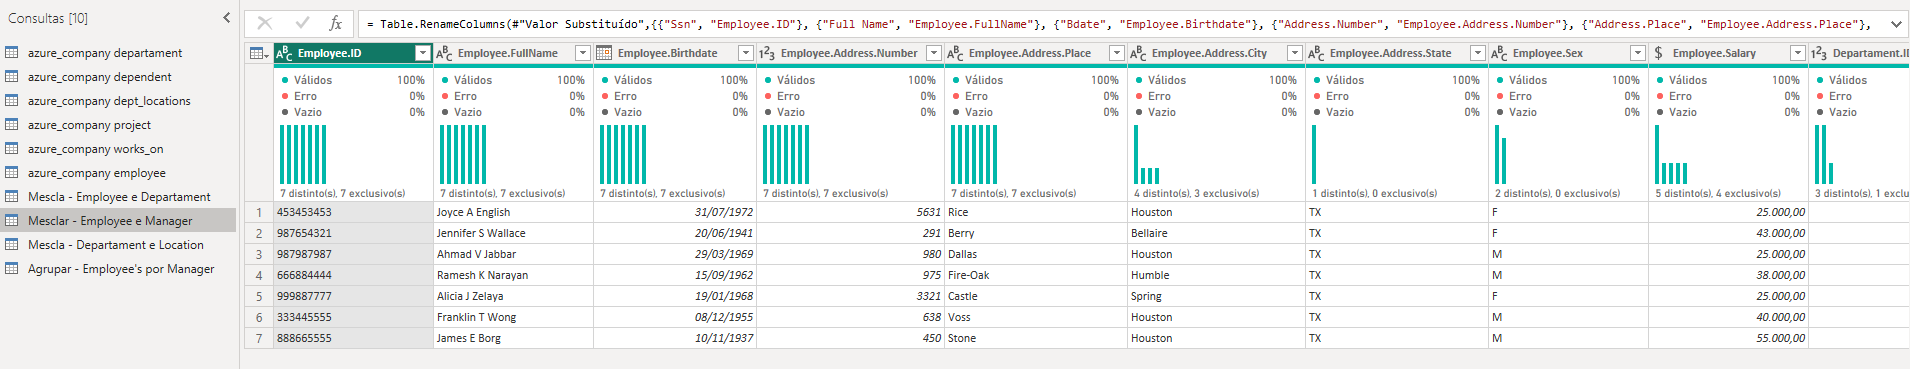 Consultas [10]
azure_company departament
azure_company dependent
azure_company dept_locations
azure_company project
azure_company works_on
azure_company employee
Mescla - Employee e Departament
Mesclar - Employee e Manager
Mescla - Departament e Location
Agrupar - Employee's por Manager
fx = Table.RenameColumns(#"Valor Substituído",{{"Ssn", "Employee.ID"}, {"Full Name", "Employee.FullName"}, {"Bdate", "Employee.Birthdate"}, {"Address.Number", "Employee.Address.Number"}, {"Address.Place", "Employee.Address.Place"},
ABC Employee.ID ABC Employee.FullName Employee.Birthdate 123 Employee.Address.Number ABC Employee.Address.Place ABC Employee.Address.City ABC Employee.Address.State ABC Employee.Sex $ Employee.Salary 123 Departament.ID
Válidos 100% Válidos 100% Válidos 100% Válidos 100% Válidos 100% Válidos 100% Válidos 100% Válidos 100% Válidos 100% Válidos
Erro 0% Erro 0% Erro 0% Erro 0% Erro 0% Erro 0% Erro 0% Erro 0% Erro 0% Erro
Vazio 0% Vazio 0% Vazio 0% Vazio 0% Vazio 0% Vazio 0% Vazio 0% Vazio 0% Vazio 0% Vazio
7 distinto(s), 7 exclusivo(s) 7 distinto(s), 7 exclusivo(s) 7 distinto(s), 7 exclusivo(s) 7 distinto(s), 7 exclusivo(s) 7 distinto(s), 7 exclusivo(s) 4 distinto(s), 3 exclusivo(s) 1 distinto(s), 0 exclusivo(s) 2 distinto(s), 0 exclusivo(s) 5 distinto(s), 4 exclusivo(s) 3 distinto(s), 1 exclu
1 453453453 Joyce A English 31/07/1972 5631 Rice Houston TX F 25.000,00
2 987654321 Jennifer S Wallace 20/06/1941 291 Berry Bellaire TX F 43.000,00
3 987987987 Ahmad V Jabbar 29/03/1969 980 Dallas Houston TX M 25.000,00
4 666884444 Ramesh K Narayan 15/09/1962 975 Fire-Oak Humble TX M 38.000,00
5 999887777 Alicia J Zelaya 19/01/1968 3321 Castle Spring TX F 25.000,00
6 333445555 Franklin T Wong 08/12/1955 638 Voss Houston TX M 40.000,00
7 888665555 James E Borg 10/11/1937 450 Stone Houston TX M 55.000,00